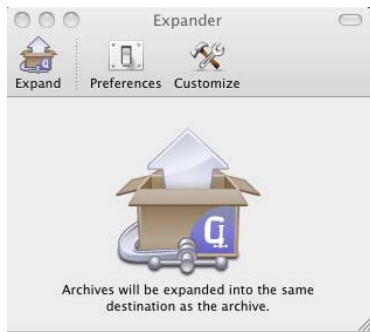 Expander
Expand Preferences Customize
Archives will be expanded into the same
destination as the archive.